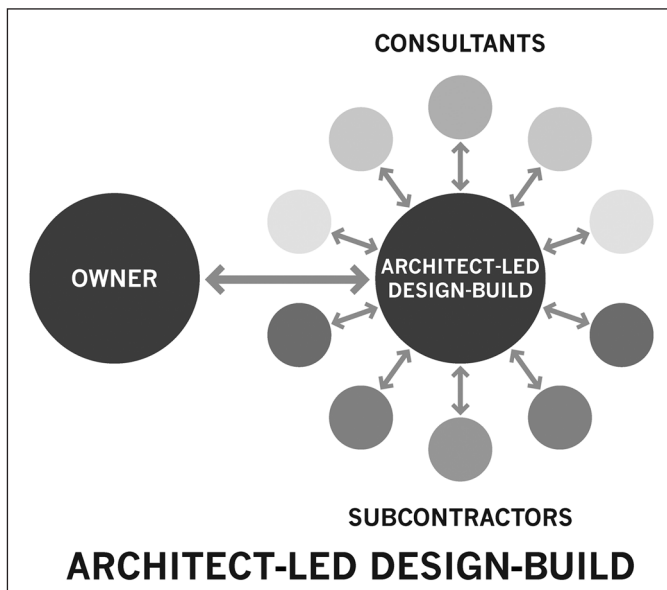 CONSULTANTS
OWNER
ARCHITECT-LED
DESIGN-BUILD
SUBCONTRACTORS
ARCHITECT-LED DESIGN-BUILD